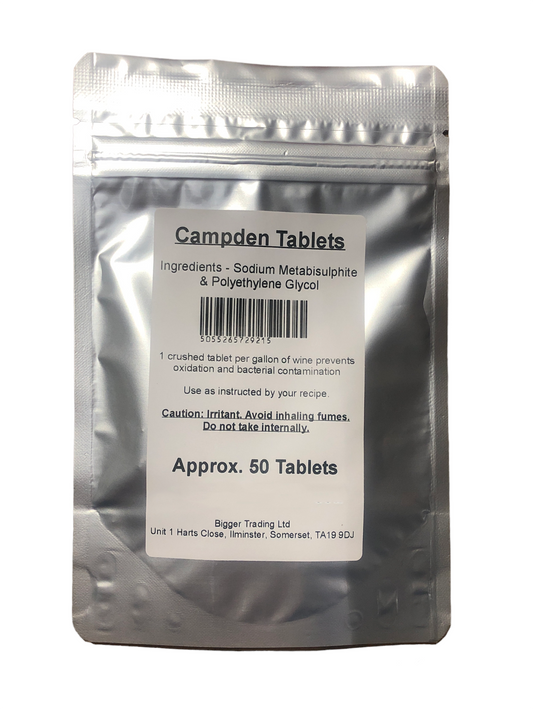 Campden Tablets
Ingredients - Sodium Metabisulphite
& Polyethylene Glycol
5055265729215
1 crushed tablet per gallon of wine prevents
oxidation and bacterial contamination
Use as instructed by your recipe.
Caution: Irritant. Avoid inhaling fumes.
Do not take internally.
Approx. 50 Tablets
Bigger Trading Ltd
Unit 1 Harts Close, Ilminster, Somerset, TA19 9DJ